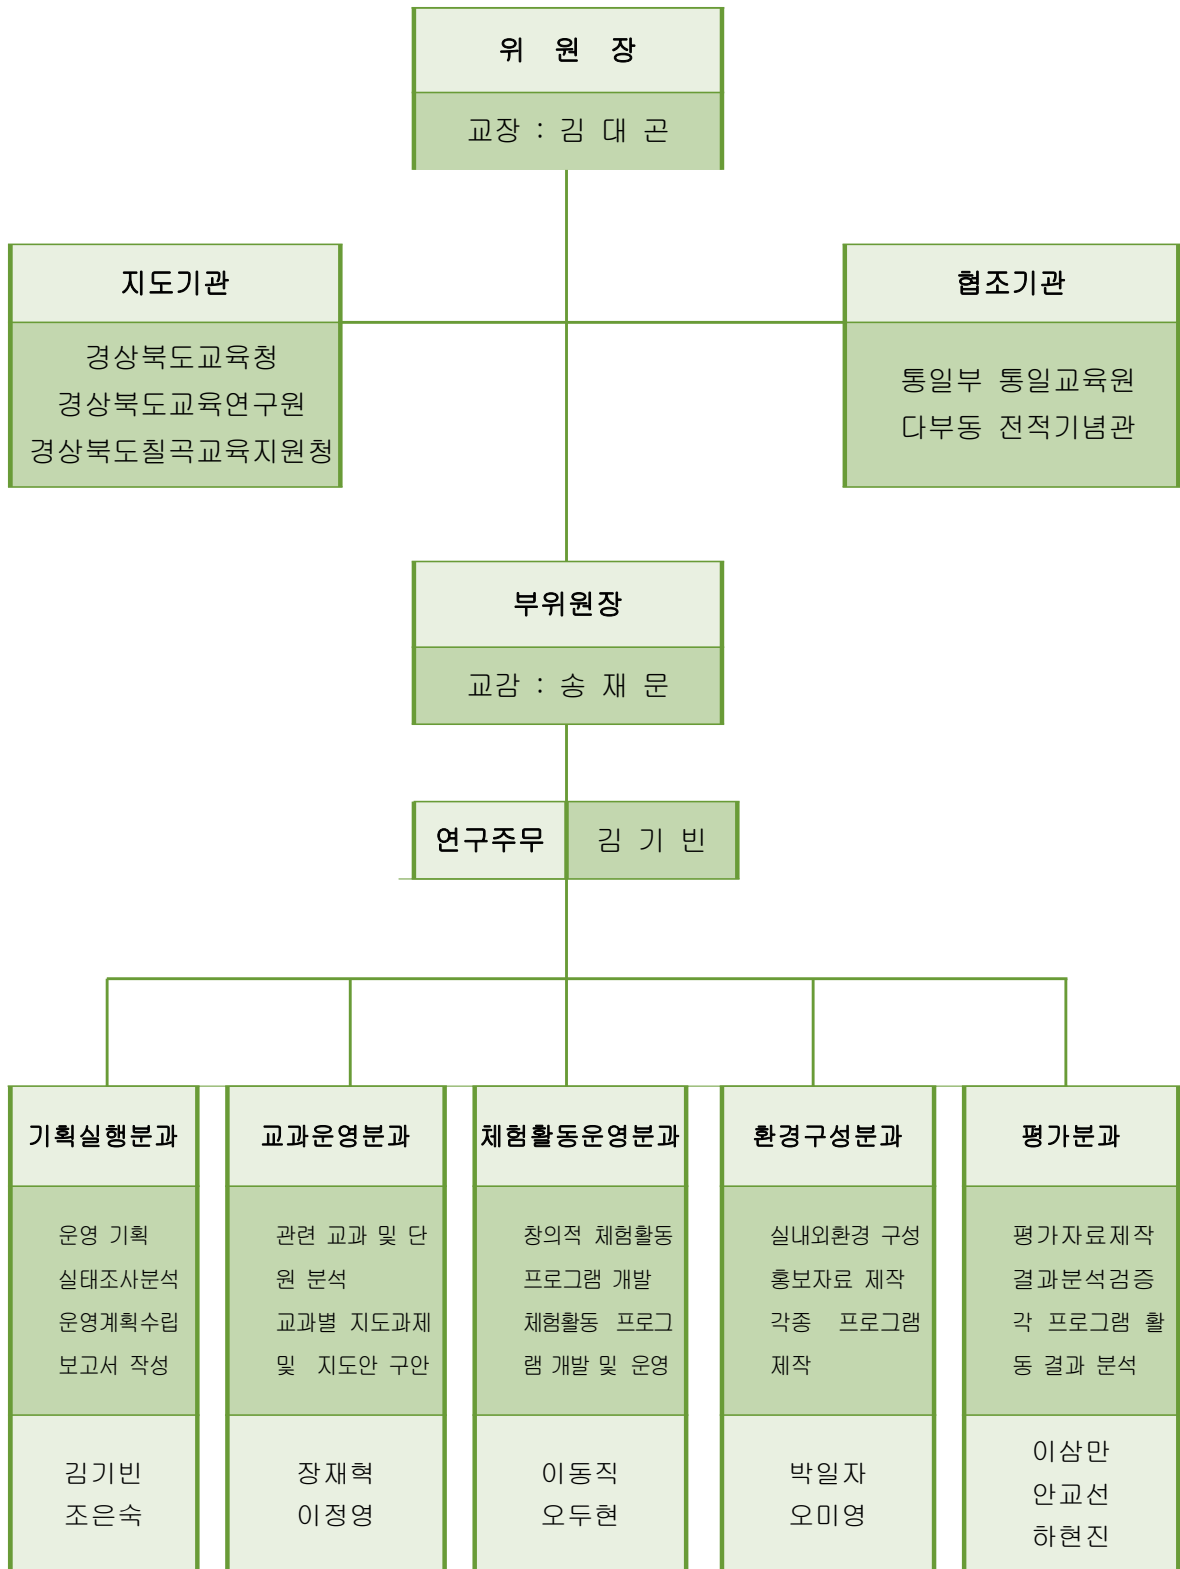 위 원 장
교장 : 김 대 곤
지도기관
경상북도교육청
경상북도교육연구원
경상북도칠곡교육지원청
협조기관
통일부 통일교육원
다부동 전적기념관
부위원장
교감 : 송 재 문
연구주무 김 기 빈
기획실행분과
운영 기획
실태조사분석
운영계획수립
보고서 작성
김기빈
조은숙
교과운영분과
관련 교과 및 단
원 분석
교과별 지도과제
및 지도안 구안
장재혁
이정영
체험활동운영분과
창의적 체험활동
프로그램 개발
체험활동 프로그
램 개발 및 운영
이동직
오두현
환경구성분과
실내외환경 구성
홍보자료 제작
각종 프로그램
제작
박일자
오미영
평가분과
평가자료제작
결과분석검증
각 프로그램 활
동 결과 분석
이삼만
안교선
하현진